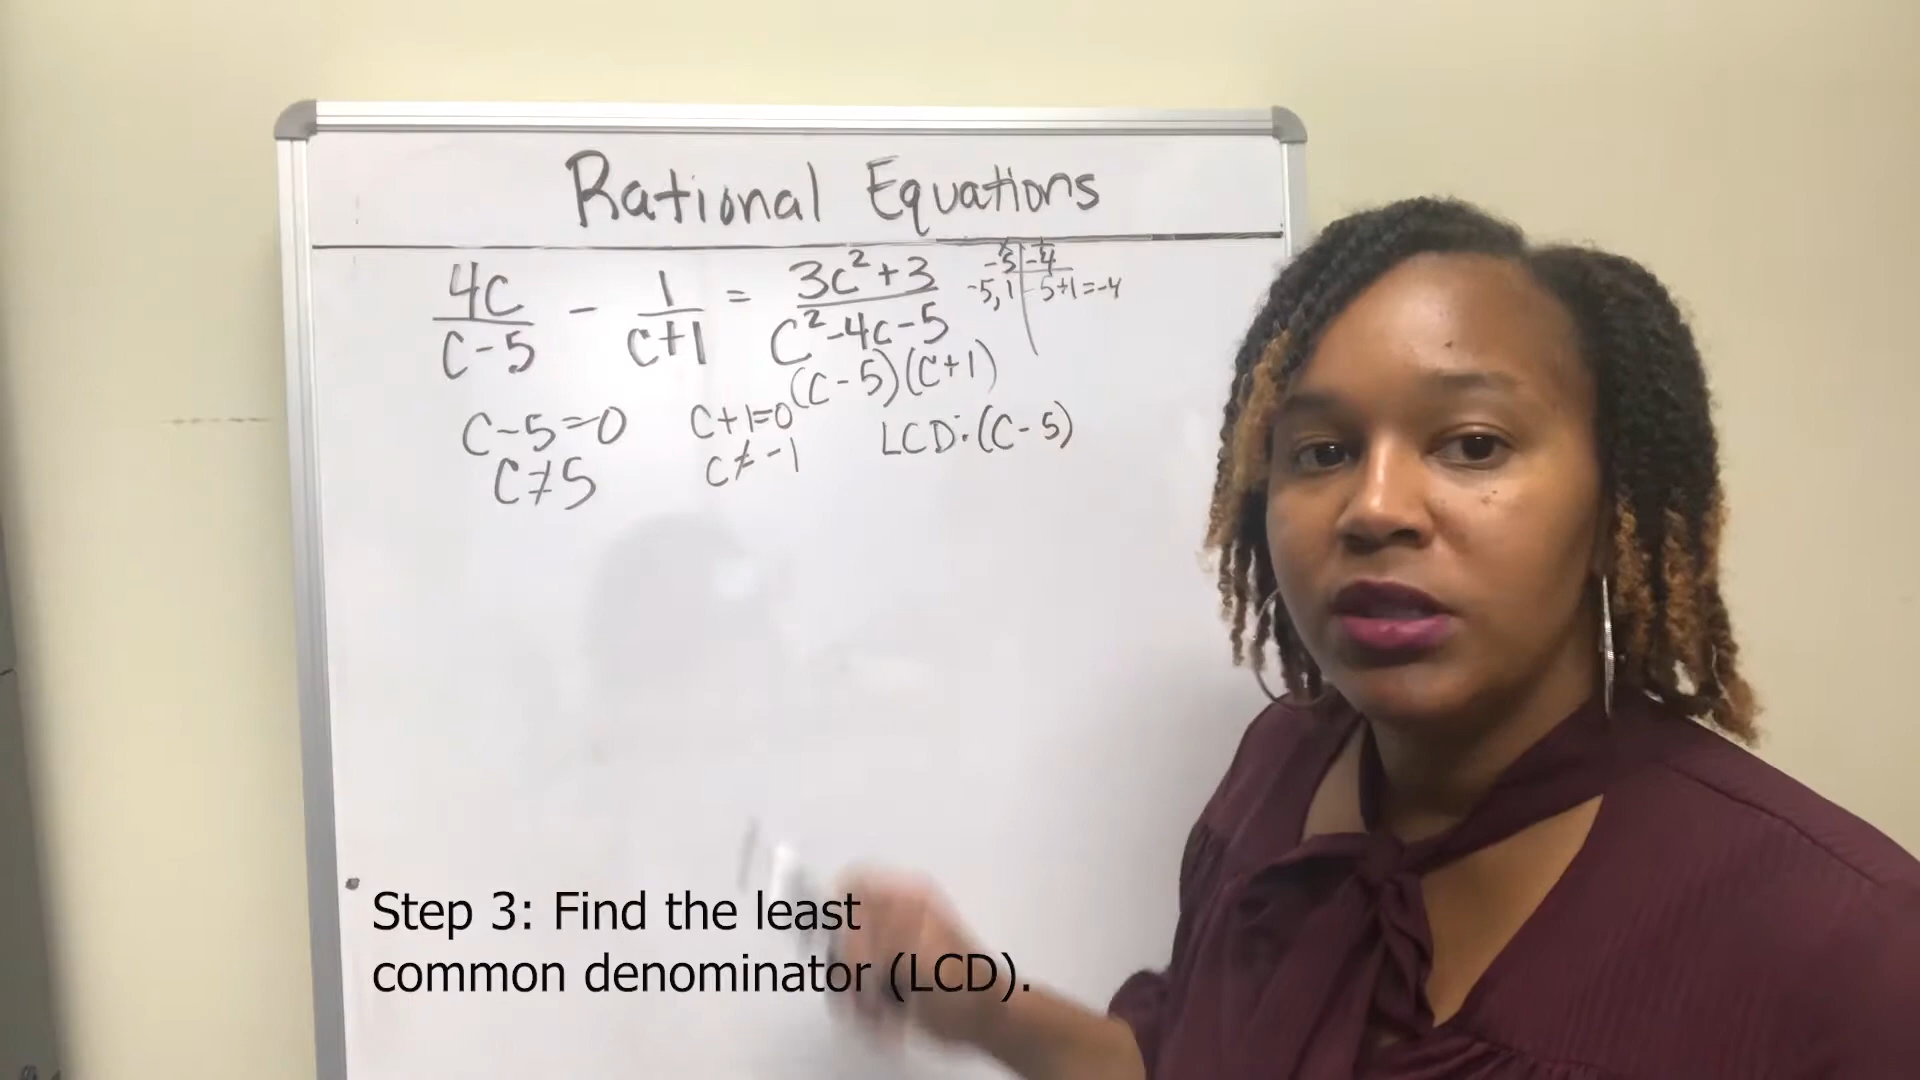 Rational Equations
4c/c-5 - 1/c+1 = 3c²+3/c²-4c-5
x | +
-5 | -4
-5,1 | -5+1=-4
(c-5)(c+1)
c-5=0 c+1=0 LCD:(c-5)
c≠5 c≠-1
Step 3: Find the least
common denominator (LCD).